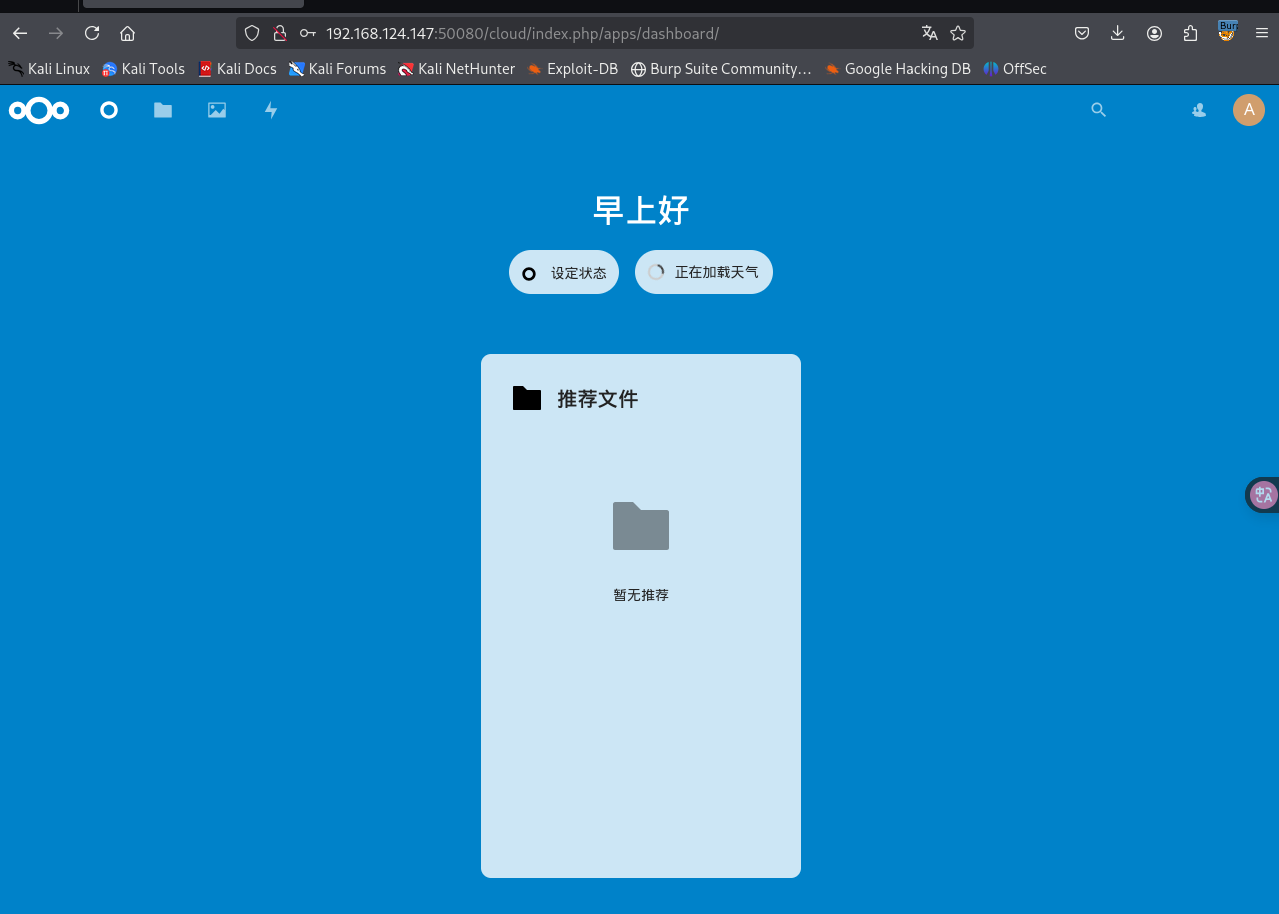 192.168.124.147:50080/cloud/index.php/apps/dashboard/
Kali Linux Kali Tools Kali Docs Kali Forums Kali NetHunter Exploit-DB Burp Suite Community… Google Hacking DB OffSec
A
早上好
设定状态 正在加载天气
推荐文件
暂无推荐